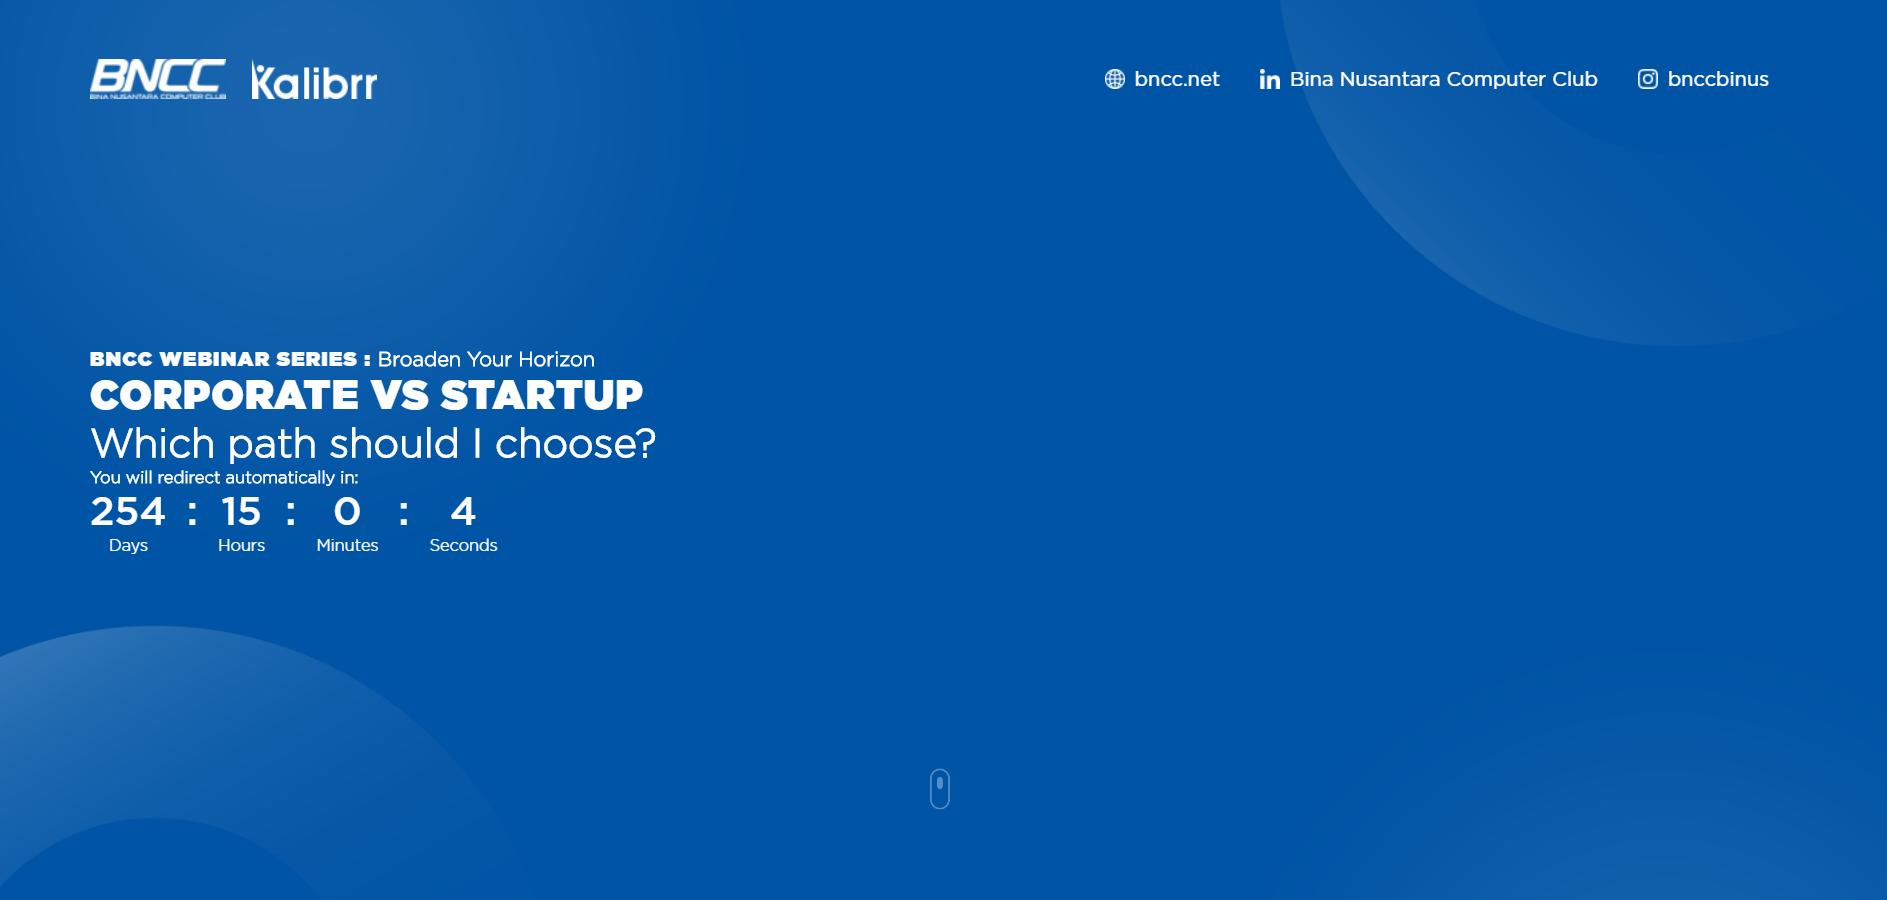 BNCC
BINA NUSANTARA COMPUTER CLUB
Kalibrr
bncc.net
in Bina Nusantara Computer Club
bnccbinus
BNCC WEBINAR SERIES : Broaden Your Horizon
CORPORATE VS STARTUP
Which path should I choose?
You will redirect automatically in:
254 : 15 : 0 : 4
Days Hours Minutes Seconds